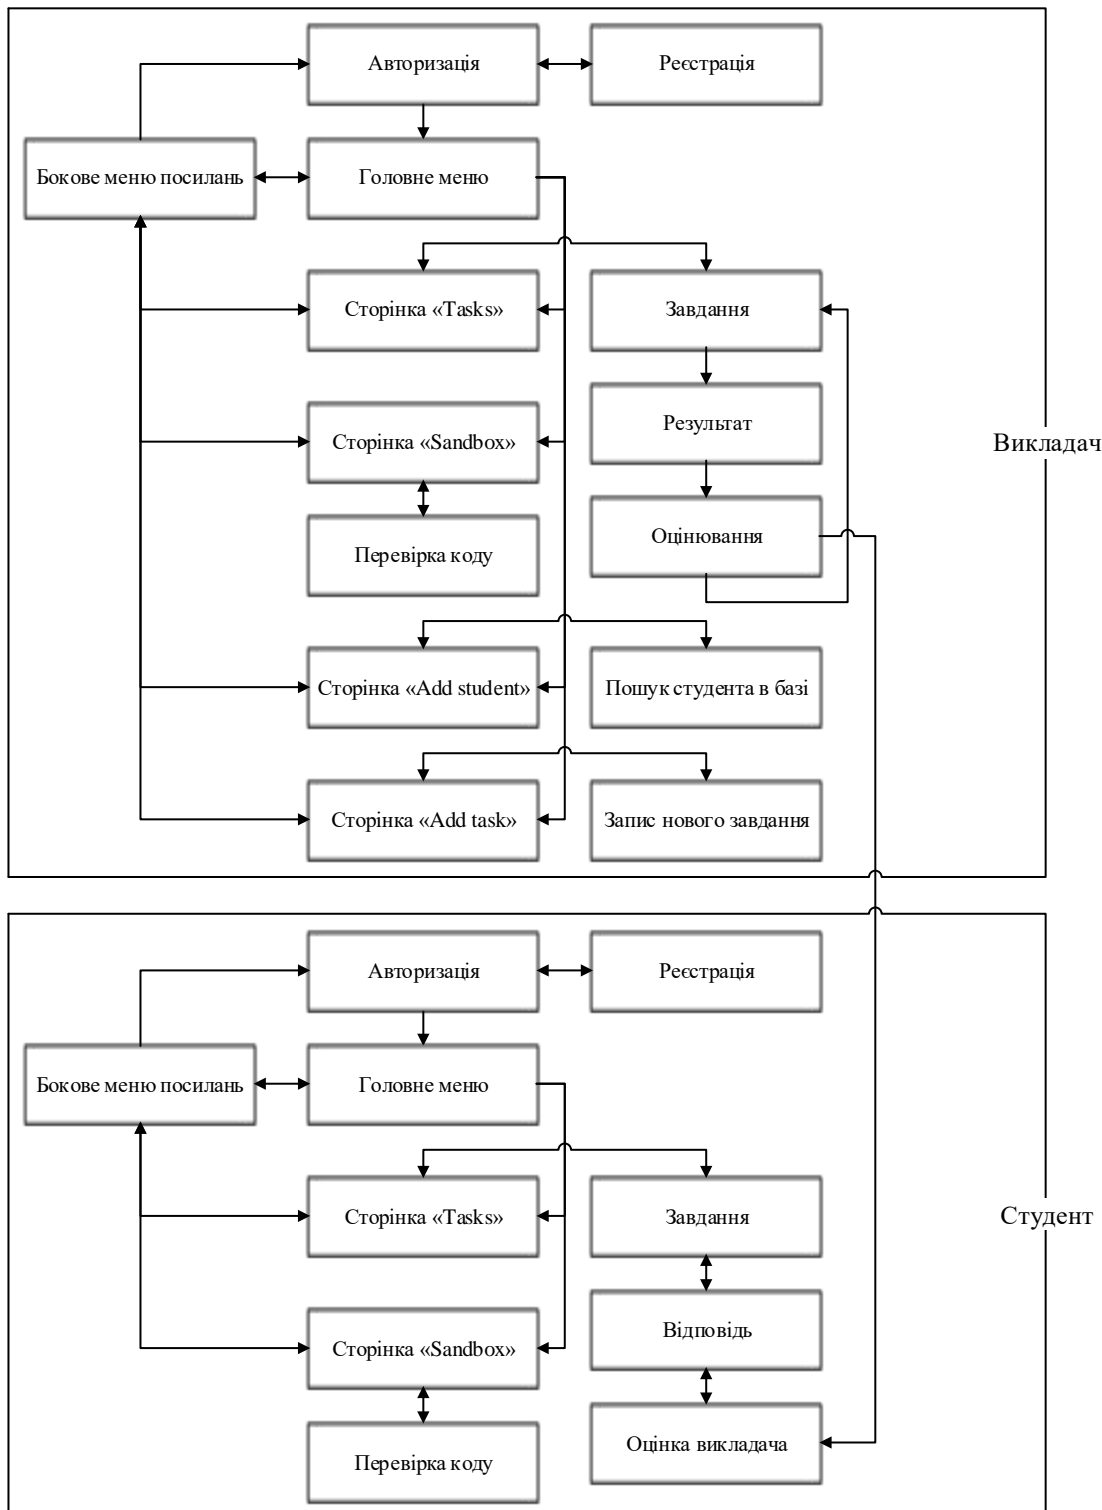 Авторизація
Реєстрація
Бокове меню посилань
Головне меню
Сторінка «Tasks»
Завдання
Сторінка «Sandbox»
Результат
Викладач
Перевірка коду
Оцінювання
Сторінка «Add student»
Пошук студента в базі
Сторінка «Add task»
Запис нового завдання
Авторизація
Реєстрація
Бокове меню посилань
Головне меню
Сторінка «Tasks»
Завдання
Студент
Сторінка «Sandbox»
Відповідь
Перевірка коду
Оцінка викладача